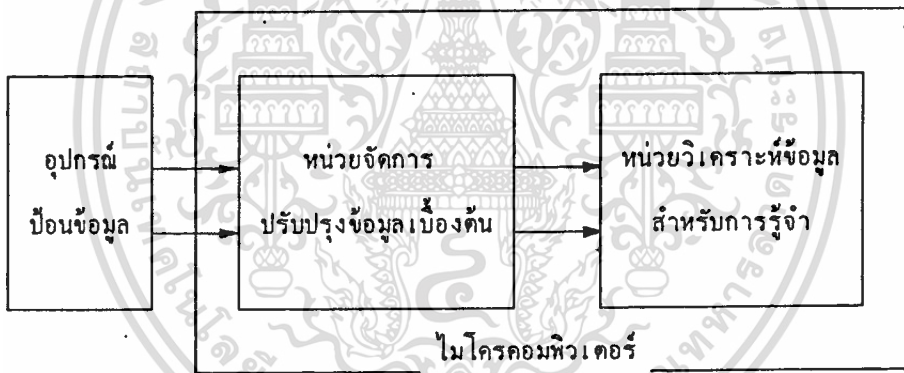 อุปกรณ์
ป้อนข้อมูล
หน่วยจัดการ
ปรับปรุงข้อมูลเบื้องต้น
หน่วยวิเคราะห์ข้อมูล
สำหรับการรู้จำ
ไมโครคอมพิวเตอร์